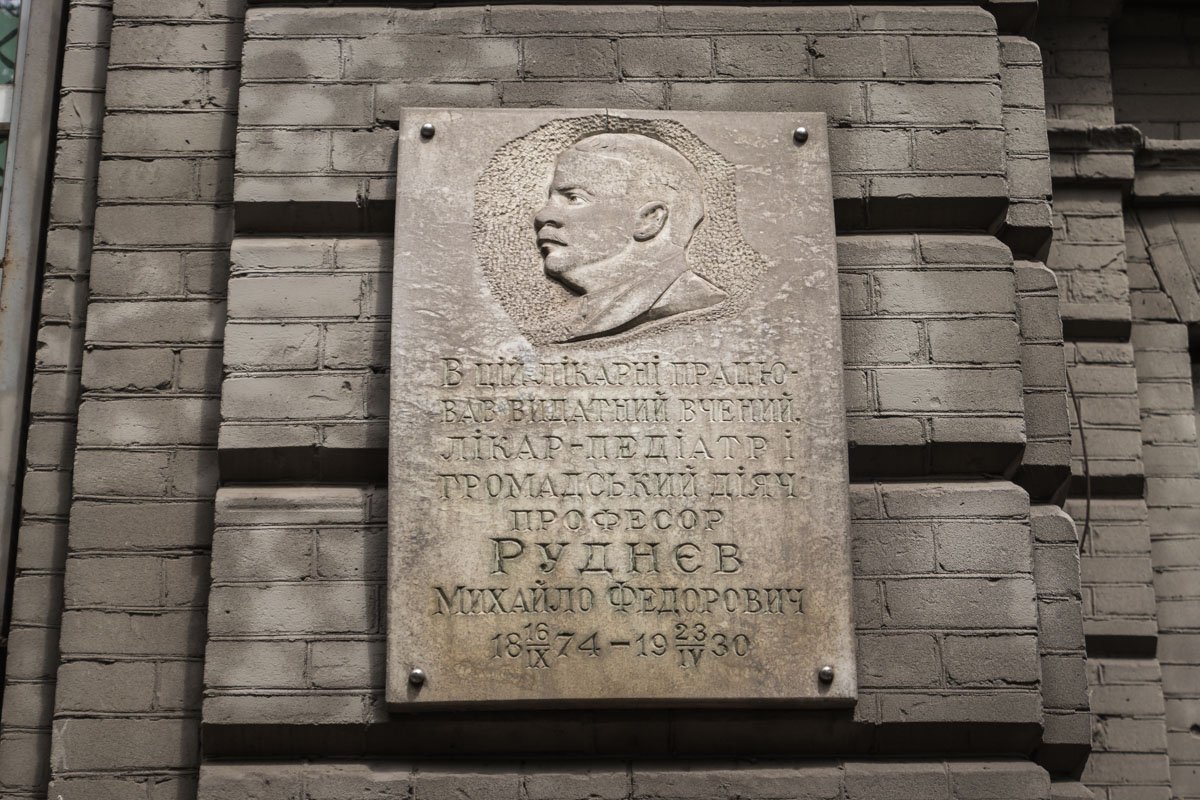 В ЦІЙ ЛІКАРНІ ПРАЦЮ-
ВАВ ВИДАТНИЙ ВЧЕНИЙ,
ЛІКАР-ПЕДІАТР І
ГРОМАДСЬКИЙ ДІЯЧ
ПРОФЕСОР
РУДНЄВ
МИХАЙЛО ФЕДОРОВИЧ
18 16/IX 74 – 19 23/IV 30